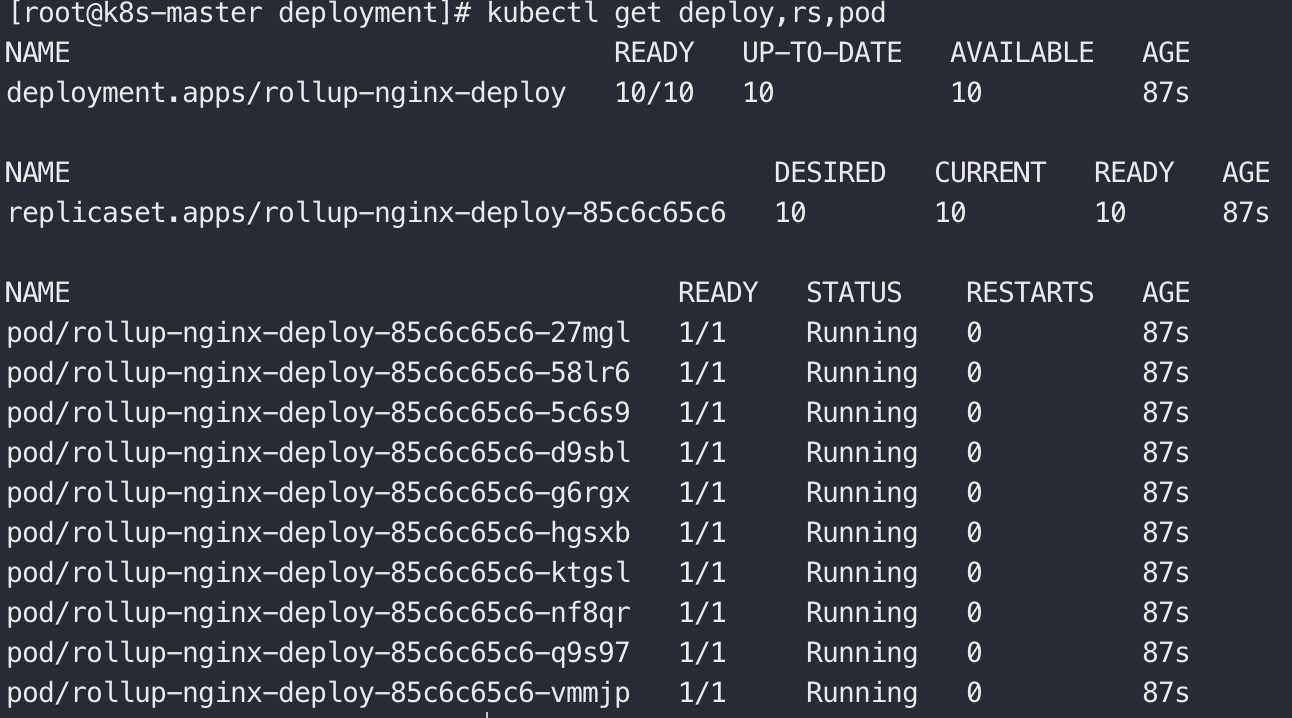 [root@k8s-master deployment]# kubectl get deploy,rs,pod
NAME READY UP-TO-DATE AVAILABLE AGE
deployment.apps/rollup-nginx-deploy 10/10 10 10 87s
NAME DESIRED CURRENT READY AGE
replicaset.apps/rollup-nginx-deploy-85c6c65c6 10 10 10 87s
NAME READY STATUS RESTARTS AGE
pod/rollup-nginx-deploy-85c6c65c6-27mgl 1/1 Running 0 87s
pod/rollup-nginx-deploy-85c6c65c6-58lr6 1/1 Running 0 87s
pod/rollup-nginx-deploy-85c6c65c6-5c6s9 1/1 Running 0 87s
pod/rollup-nginx-deploy-85c6c65c6-d9sbl 1/1 Running 0 87s
pod/rollup-nginx-deploy-85c6c65c6-g6rgx 1/1 Running 0 87s
pod/rollup-nginx-deploy-85c6c65c6-hgsxb 1/1 Running 0 87s
pod/rollup-nginx-deploy-85c6c65c6-ktgsl 1/1 Running 0 87s
pod/rollup-nginx-deploy-85c6c65c6-nf8qr 1/1 Running 0 87s
pod/rollup-nginx-deploy-85c6c65c6-q9s97 1/1 Running 0 87s
pod/rollup-nginx-deploy-85c6c65c6-vmmjp 1/1 Running 0 87s